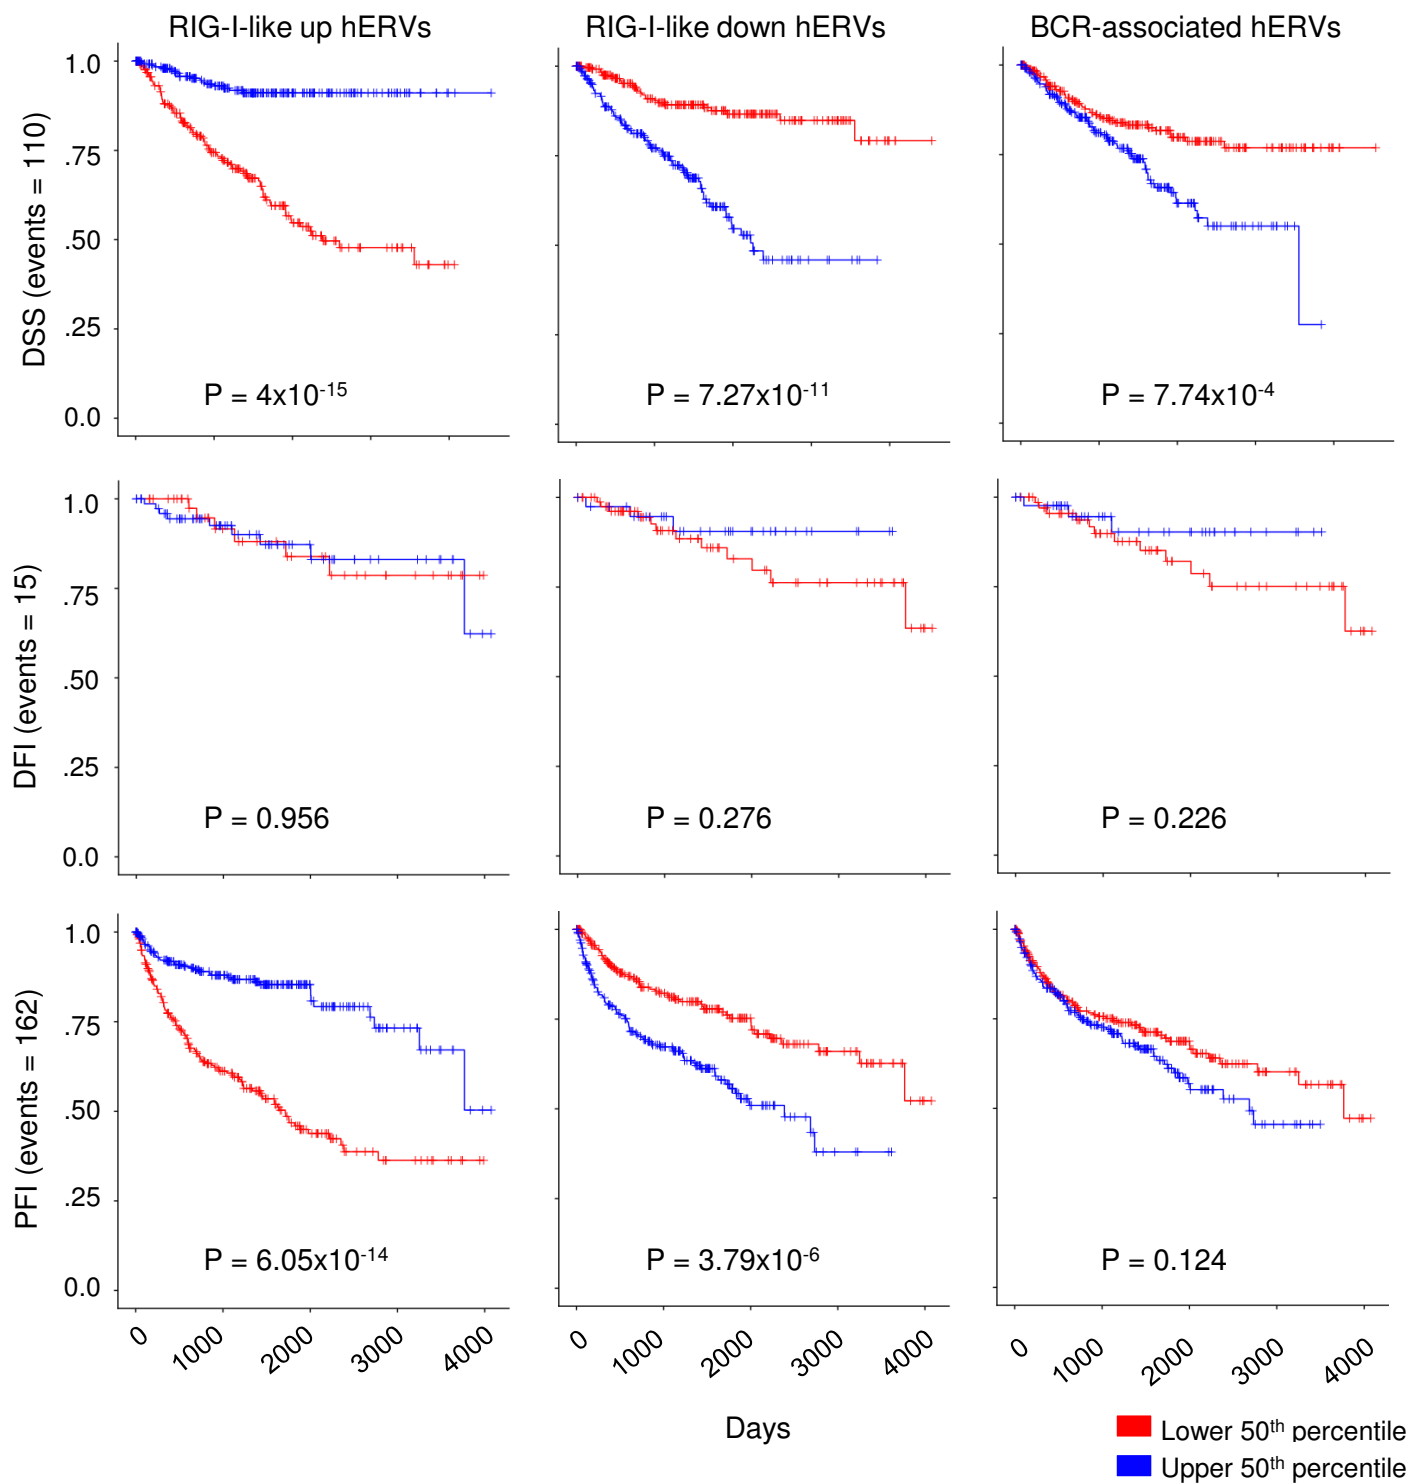 RIG-I-like up hERVs
RIG-I-like down hERVs
BCR-associated hERVs
DSS (events = 110)
1.0
.75
.50
.25
0.0
P = 4x10-15
P = 7.27x10-11
P = 7.74x10-4
DFI (events = 15)
1.0
.75
.50
.25
0.0
P = 0.956
P = 0.276
P = 0.226
PFI (events = 162)
1.0
.75
.50
.25
0.0
P = 6.05x10-14
P = 3.79x10-6
P = 0.124
0 1000 2000 3000 4000
0 1000 2000 3000 4000
0 1000 2000 3000 4000
Days
Lower 50th percentile
Upper 50th percentile